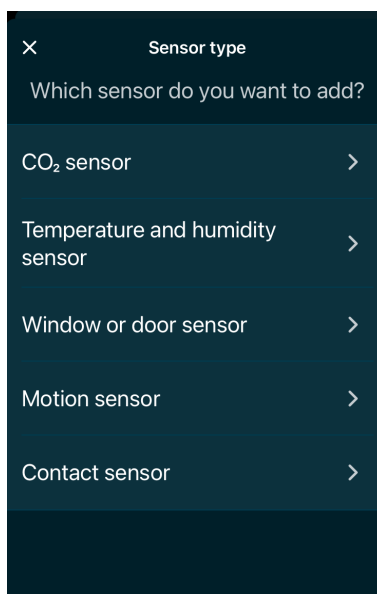 Sensor type
Which sensor do you want to add?
CO₂ sensor
Temperature and humidity
sensor
Window or door sensor
Motion sensor
Contact sensor